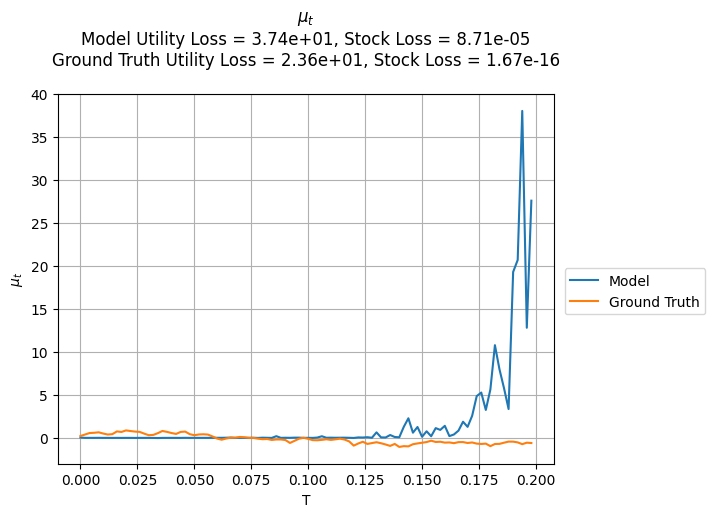 μt
Model Utility Loss = 3.74e+01, Stock Loss = 8.71e-05
Ground Truth Utility Loss = 2.36e+01, Stock Loss = 1.67e-16
40
35
30
25
20
15
10
5
0
μt
0.000 0.025 0.050 0.075 0.100 0.125 0.150 0.175 0.200
T
Model
Ground Truth